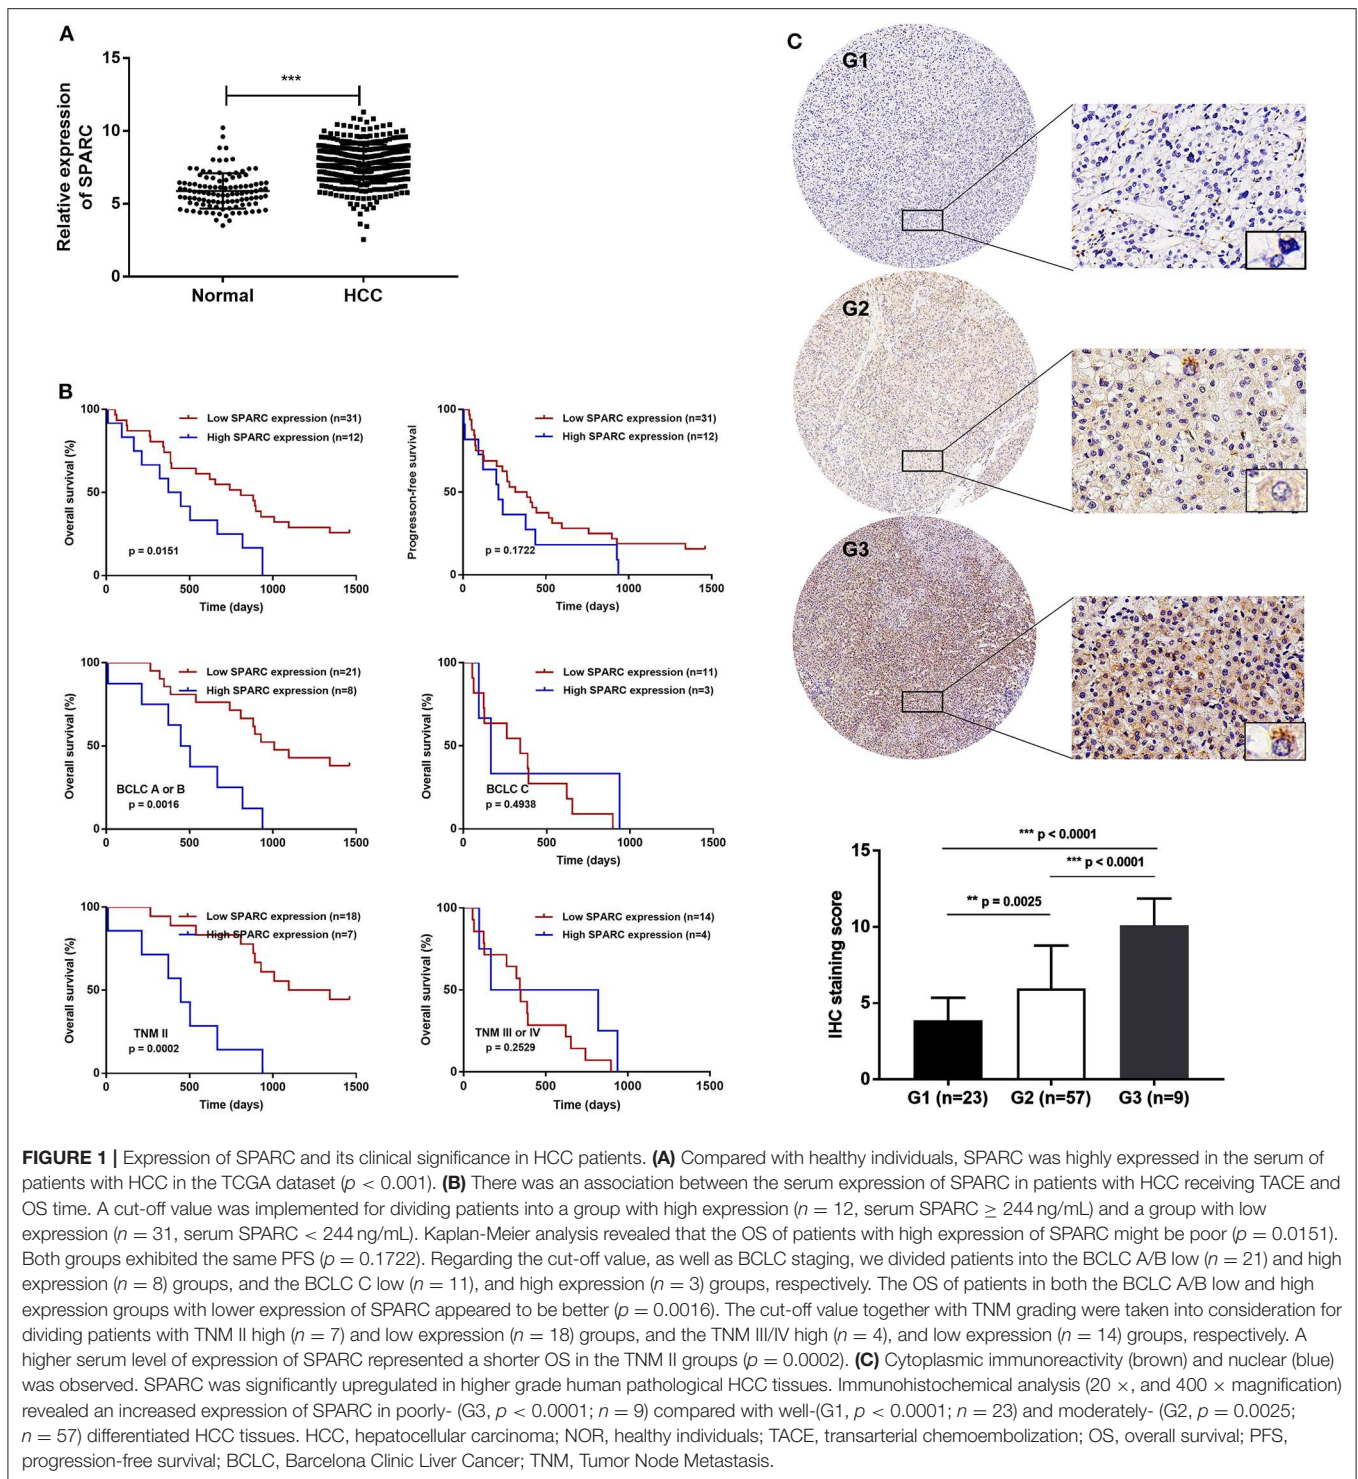 A
Relative expression
of SPARC
15
10
5
0
***
Normal
HCC
B
Overall survival (%)
100
50
0
Low SPARC expression (n=31)
High SPARC expression (n=12)
p = 0.0151
0
500
1000
1500
Time (days)
Progresson-free survival
100
50
0
Low SPARC expression (n=31)
High SPARC expression (n=12)
p = 0.1722
0
500
1000
1500
Time (days)
Overall survival (%)
100
50
0
Low SPARC expression (n=21)
High SPARC expression (n=8)
BCLC A or B
p = 0.0016
0
500
1000
1500
Time (days)
Overall survival (%)
100
50
0
Low SPARC expression (n=11)
High SPARC expression (n=3)
BCLC C
p = 0.4938
0
500
1000
1500
Time (days)
Overall survival (%)
100
50
0
Low SPARC expression (n=18)
High SPARC expression (n=7)
TNM II
p = 0.0002
0
500
1000
1500
Time (days)
Overall survival (%)
100
50
0
Low SPARC expression (n=14)
High SPARC expression (n=4)
TNM III or IV
p = 0.2529
0
500
1000
1500
Time (days)
C
G1
G2
G3
IHC staining score
15
10
5
0
*** p < 0.0001
*** p < 0.0001
** p = 0.0025
G1 (n=23)
G2 (n=57)
G3 (n=9)
FIGURE 1 | Expression of SPARC and its clinical significance in HCC patients. (A) Compared with healthy individuals, SPARC was highly expressed in the serum of
patients with HCC in the TCGA dataset (p < 0.001). (B) There was an association between the serum expression of SPARC in patients with HCC receiving TACE and
OS time. A cut-off value was implemented for dividing patients into a group with high expression (n = 12, serum SPARC ≥ 244 ng/mL) and a group with low
expression (n = 31, serum SPARC < 244 ng/mL). Kaplan-Meier analysis revealed that the OS of patients with high expression of SPARC might be poor (p = 0.0151).
Both groups exhibited the same PFS (p = 0.1722). Regarding the cut-off value, as well as BCLC staging, we divided patients into the BCLC A/B low (n = 21) and high
expression (n = 8) groups, and the BCLC C low (n = 11), and high expression (n = 3) groups, respectively. The OS of patients in both the BCLC A/B low and high
expression groups with lower expression of SPARC appeared to be better (p = 0.0016). The cut-off value together with TNM grading were taken into consideration for
dividing patients with TNM II high (n = 7) and low expression (n = 18) groups, and the TNM III/IV high (n = 4), and low expression (n = 14) groups, respectively. A
higher serum level of expression of SPARC represented a shorter OS in the TNM II groups (p = 0.0002). (C) Cytoplasmic immunoreactivity (brown) and nuclear (blue)
was observed. SPARC was significantly upregulated in higher grade human pathological HCC tissues. Immunohistochemical analysis (20 ×, and 400 × magnification)
revealed an increased expression of SPARC in poorly- (G3, p < 0.0001; n = 9) compared with well-(G1, p < 0.0001; n = 23) and moderately- (G2, p = 0.0025;
n = 57) differentiated HCC tissues. HCC, hepatocellular carcinoma; NOR, healthy individuals; TACE, transarterial chemoembolization; OS, overall survival; PFS,
progression-free survival; BCLC, Barcelona Clinic Liver Cancer; TNM, Tumor Node Metastasis.